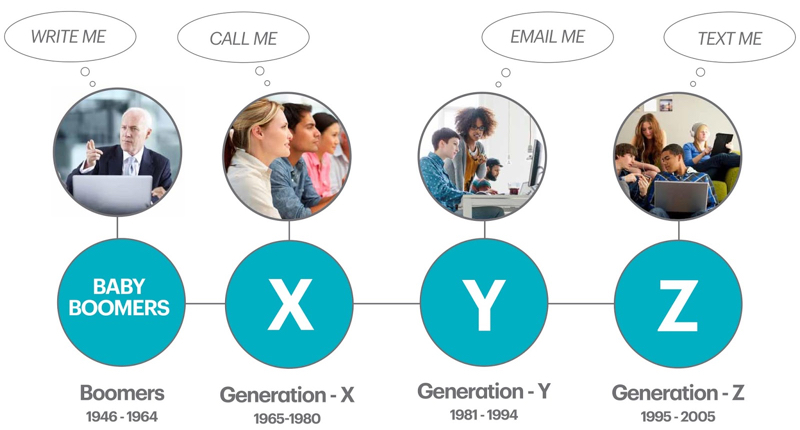 WRITE ME
CALL ME
EMAIL ME
TEXT ME
BABY
BOOMERS
X
Y
Z
Boomers
1946 - 1964
Generation - X
1965-1980
Generation - Y
1981 - 1994
Generation - Z
1995 - 2005